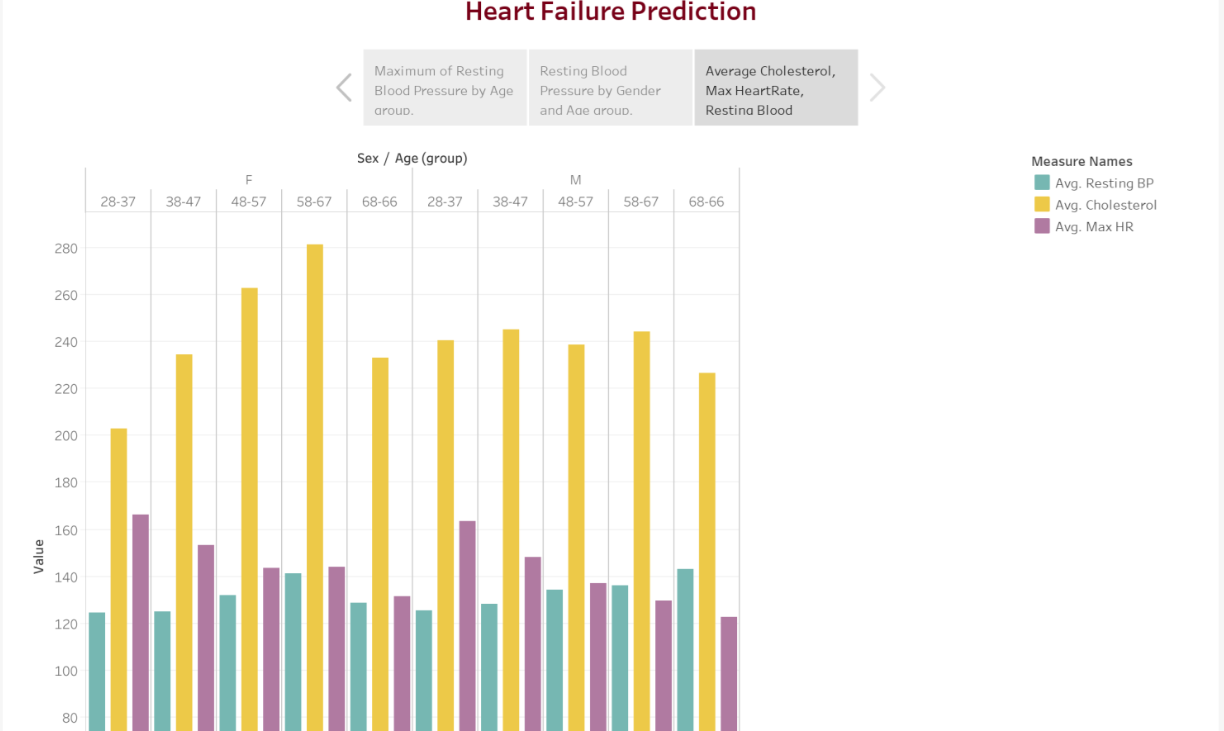 Heart Failure Prediction
Maximum of Resting
Blood Pressure by Age
group.
Resting Blood
Pressure by Gender
and Age group.
Average Cholesterol,
Max HeartRate,
Resting Blood
Sex / Age (group)
F
M
28-37
38-47
48-57
58-67
68-66
28-37
38-47
48-57
58-67
68-66
Measure Names
Avg. Resting BP
Avg. Cholesterol
Avg. Max HR
280
260
240
220
200
180
160
140
120
100
80
Value